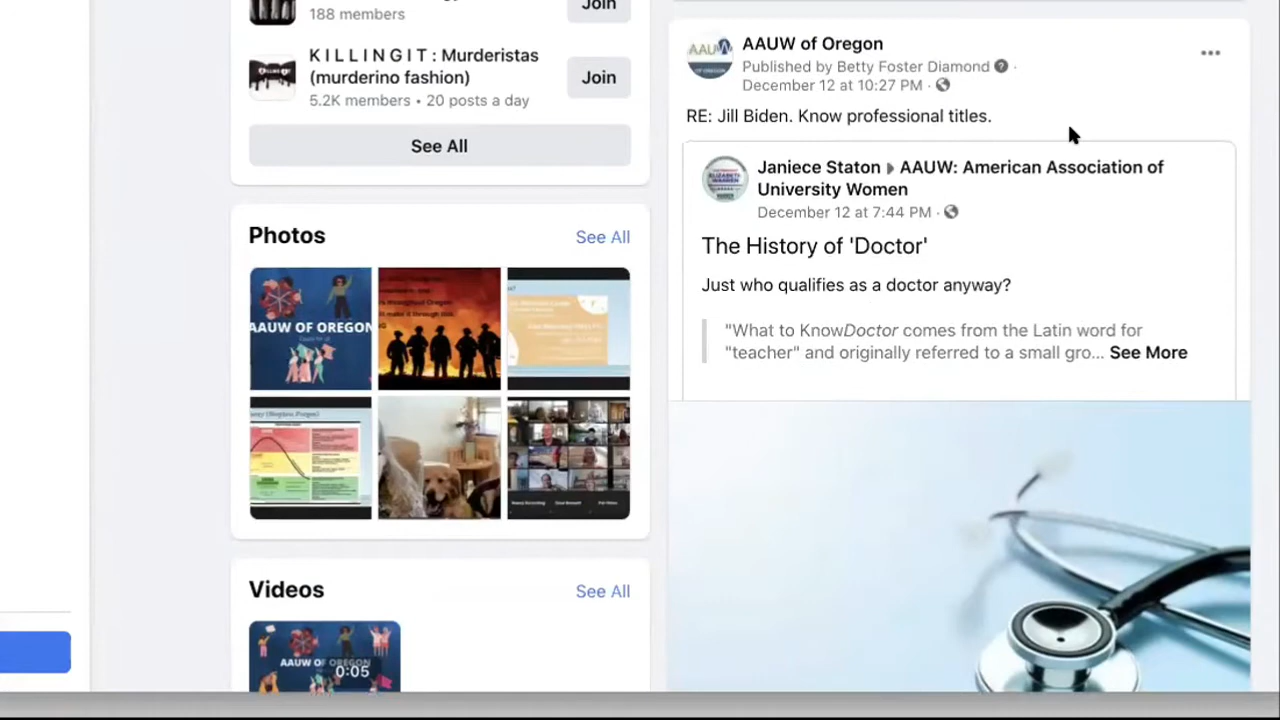 188 members
Join
K I L L I N G I T : Murderistas
(murderino fashion)
5.2K members • 20 posts a day
Join
See All
Photos
See All
AAUW OF OREGON
Videos
See All
AAUW OF OREGON
0:05
AAUW
OF OREGON
AAUW of Oregon
Published by Betty Foster Diamond ·
December 12 at 10:27 PM ·
RE: Jill Biden. Know professional titles.
Janiece Staton ▸ AAUW: American Association of
University Women
December 12 at 7:44 PM ·
The History of 'Doctor'
Just who qualifies as a doctor anyway?
"What to KnowDoctor comes from the Latin word for
"teacher" and originally referred to a small gro... See More